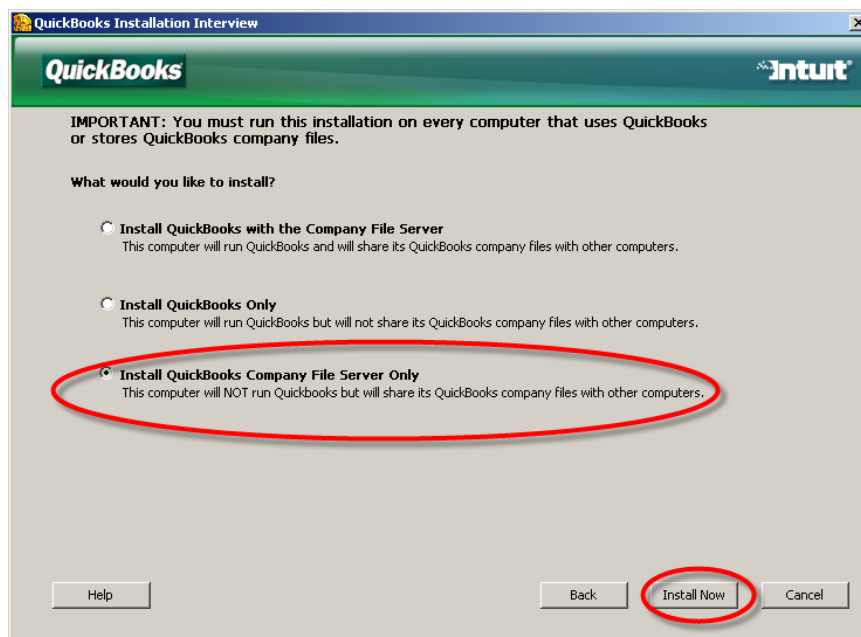 QuickBooks Installation Interview
QuickBooks
Intuit
IMPORTANT: You must run this installation on every computer that uses QuickBooks
or stores QuickBooks company files.
What would you like to install?
Install QuickBooks with the Company File Server
This computer will run QuickBooks and will share its QuickBooks company files with other computers.
Install QuickBooks Only
This computer will run QuickBooks but will not share its QuickBooks company files with other computers.
Install QuickBooks Company File Server Only
This computer will NOT run Quickbooks but will share its QuickBooks company files with other computers.
Help
Back
Install Now
Cancel